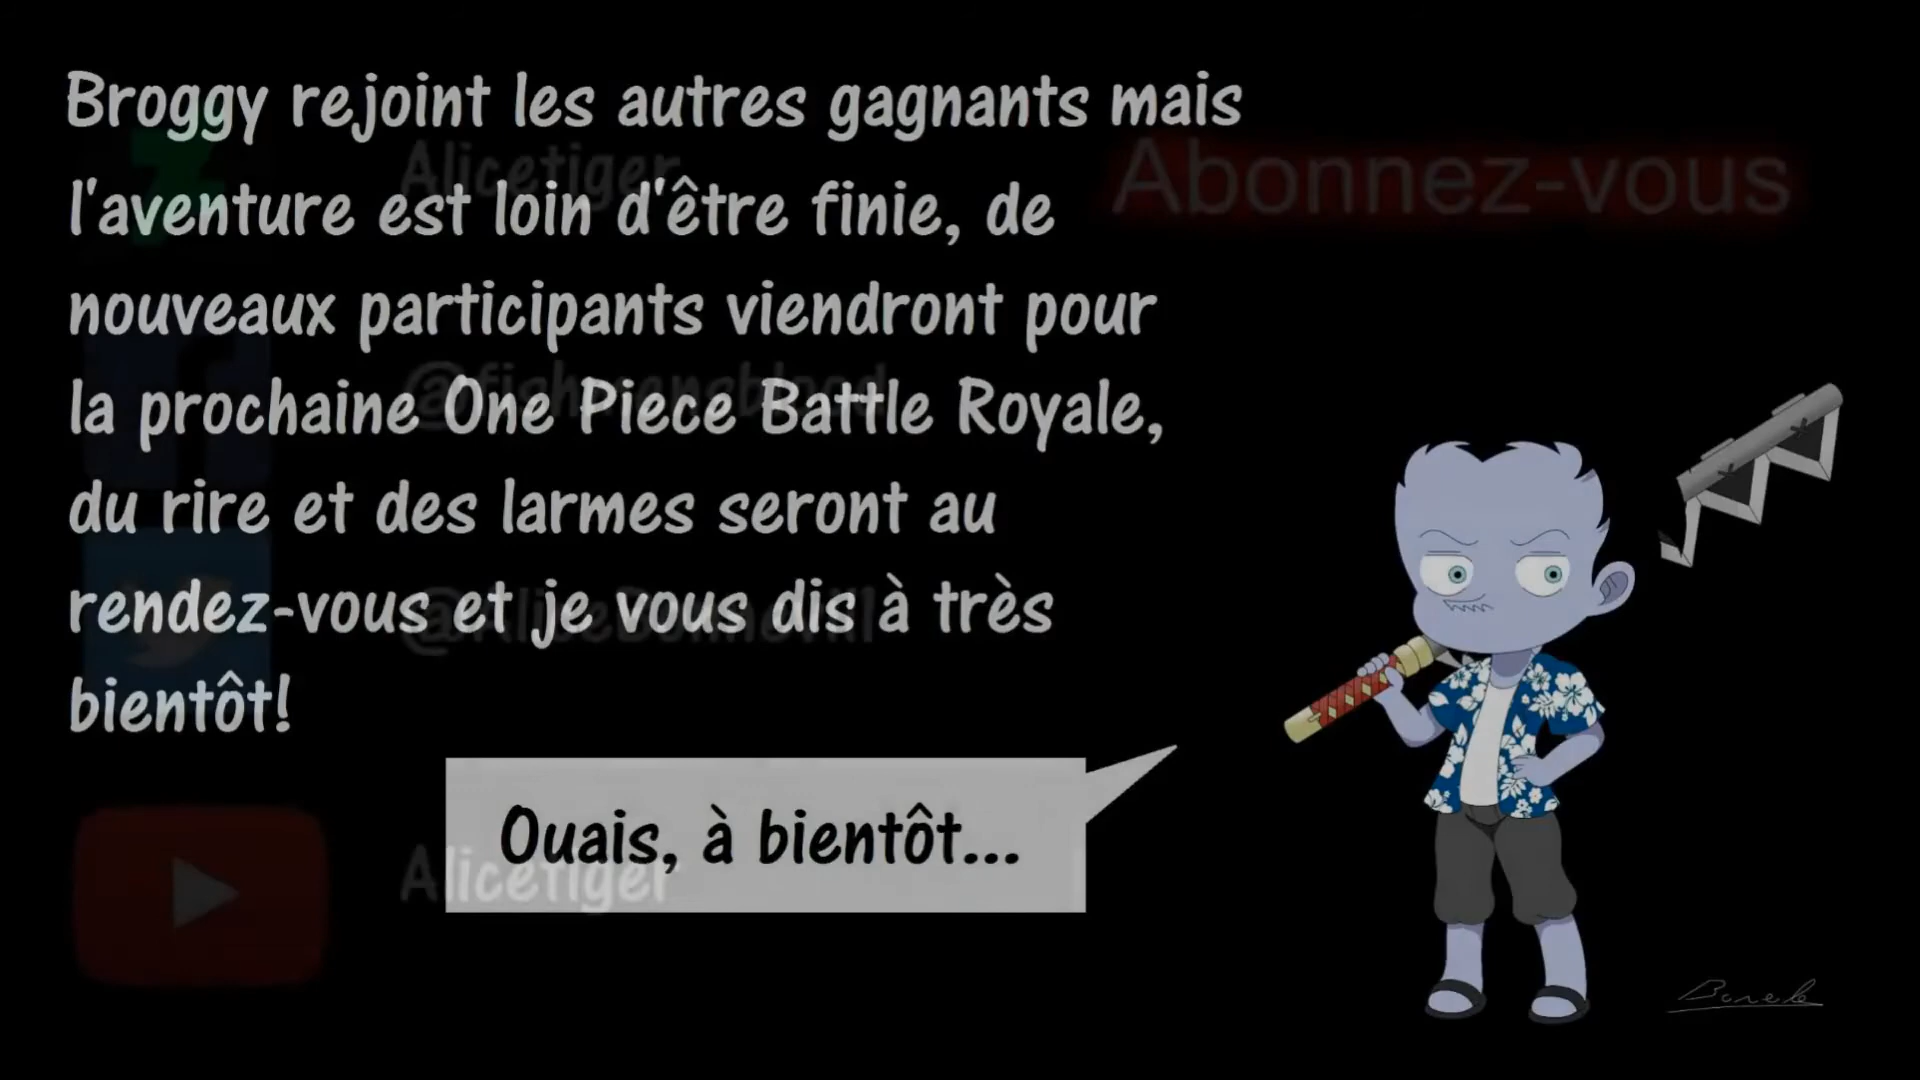 Broggy rejoint les autres gagnants mais
l'aventure est loin d'être finie, de
nouveaux participants viendront pour
la prochaine One Piece Battle Royale,
du rire et des larmes seront au
rendez-vous et je vous dis à très
bientôt!
Alicetiger
Abonnez-vous
Ouais, à bientôt...
Alicetiger